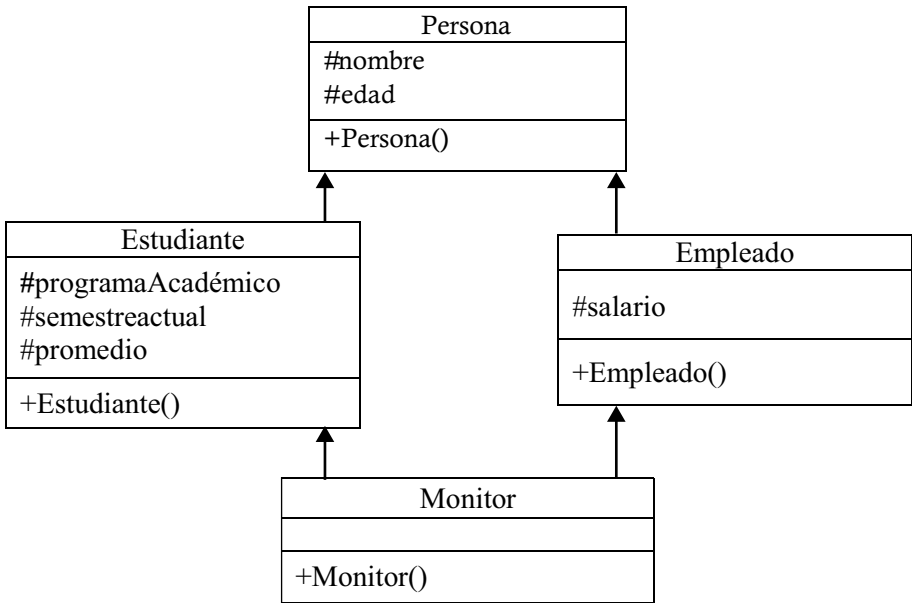 Persona
#nombre
#edad
+Persona()
Estudiante
#programaAcadémico
#semestreactual
#promedio
+Estudiante()
Empleado
#salario
+Empleado()
Monitor
+Monitor()